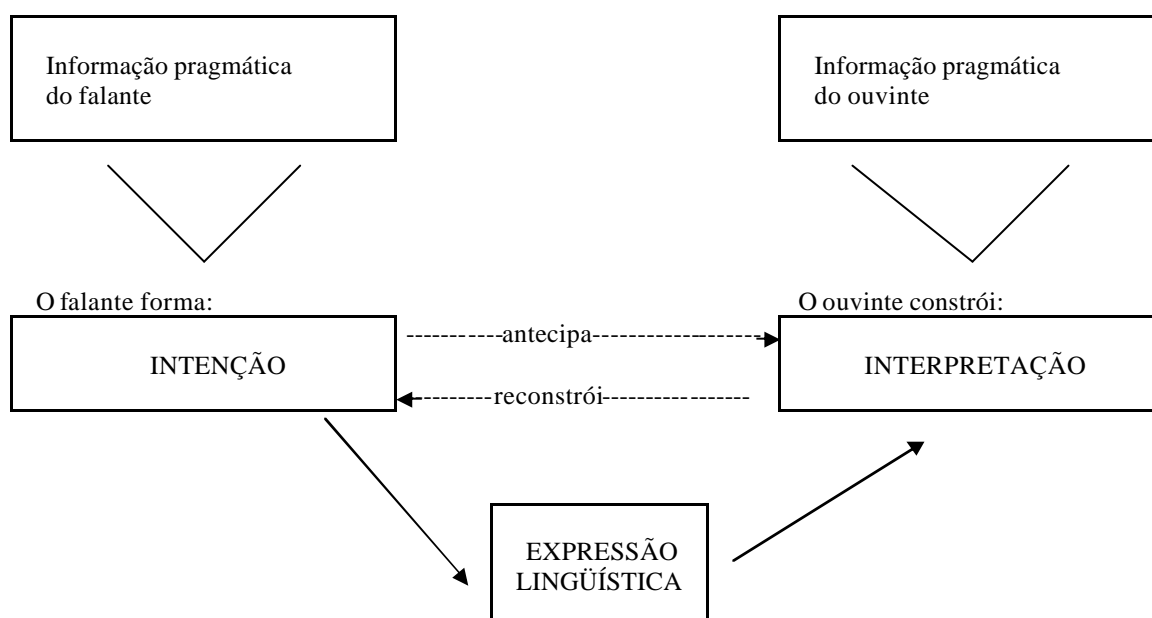 Informação pragmática
do falante
Informação pragmática
do ouvinte
O falante forma:
O ouvinte constrói:
INTENÇÃO
antecipa
INTERPRETAÇÃO
reconstrói
EXPRESSÃO
LINGÜÍSTICA